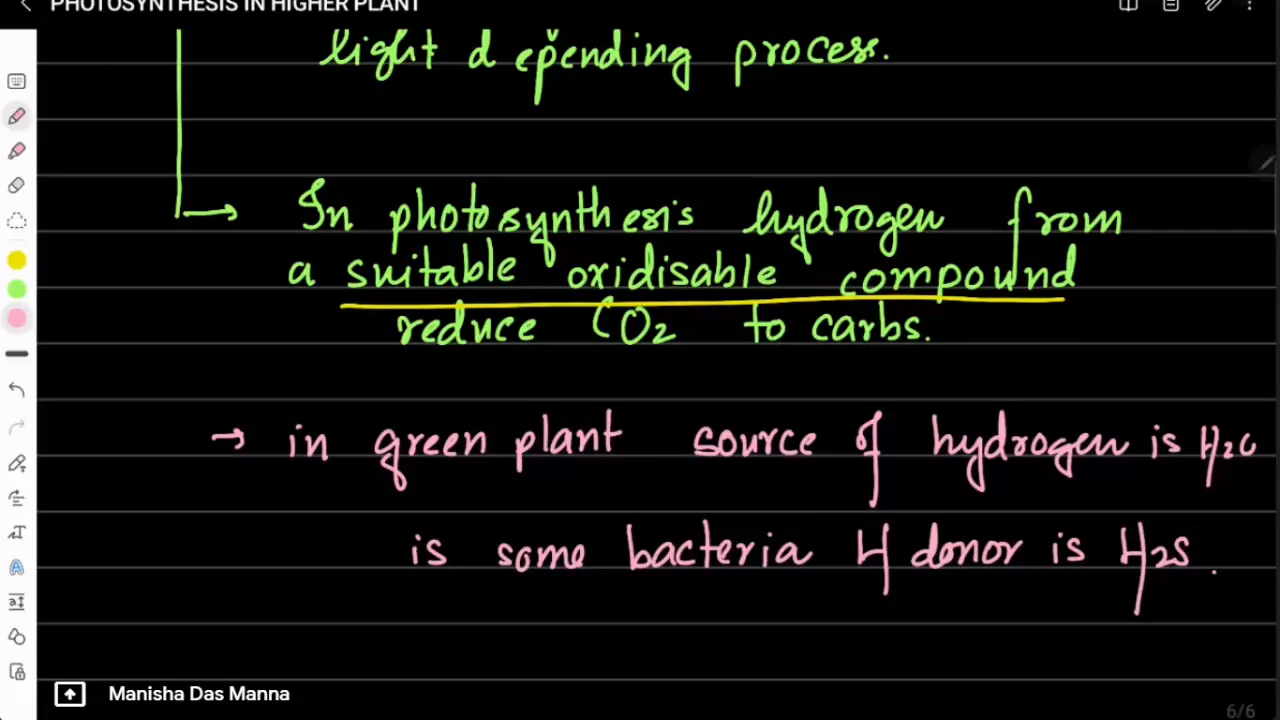 PHOTOSYNTHESIS IN HIGHER PLANT
light depending process.
→ In photosynthesis hydrogen from
a suitable oxidisable compound
reduce CO2 to carbs.
→ in green plant source of hydrogen is H2O
is some bacteria H donor is H2S.
Manisha Das Manna
6/6